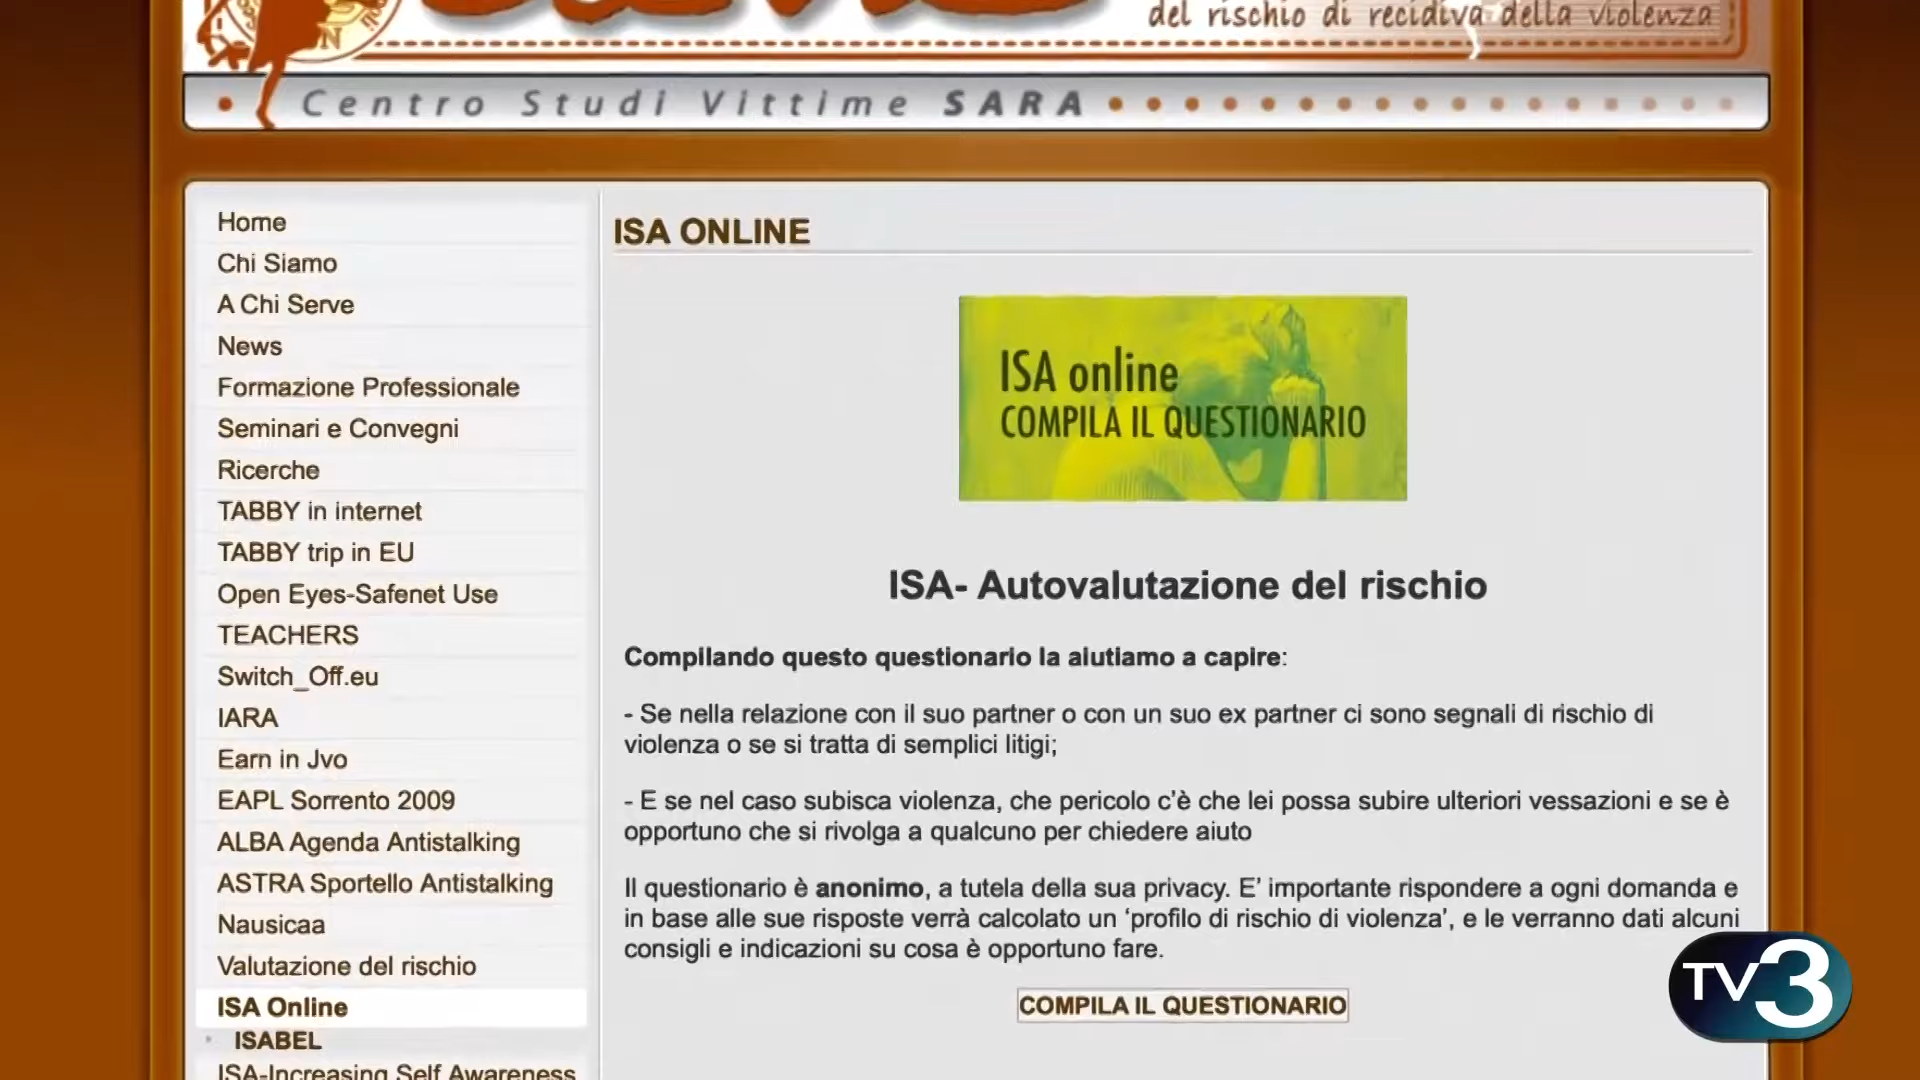 del rischio di recidiva della violenza
Centro Studi Vittime SARA
Home
Chi Siamo
A Chi Serve
News
Formazione Professionale
Seminari e Convegni
Ricerche
TABBY in internet
TABBY trip in EU
Open Eyes-Safenet Use
TEACHERS
Switch_Off.eu
IARA
Earn in Jvo
EAPL Sorrento 2009
ALBA Agenda Antistalking
ASTRA Sportello Antistalking
Nausicaa
Valutazione del rischio
ISA Online
ISABEL
ISA-Increasing Self Awareness
ISA ONLINE
ISA online
COMPILA IL QUESTIONARIO
ISA- Autovalutazione del rischio
Compilando questo questionario la aiutiamo a capire:
- Se nella relazione con il suo partner o con un suo ex partner ci sono segnali di rischio di
violenza o se si tratta di semplici litigi;
- E se nel caso subisca violenza, che pericolo c’è che lei possa subire ulteriori vessazioni e se è
opportuno che si rivolga a qualcuno per chiedere aiuto
Il questionario è anonimo, a tutela della sua privacy. E’ importante rispondere a ogni domanda e
in base alle sue risposte verrà calcolato un ‘profilo di rischio di violenza’, e le verranno dati alcuni
consigli e indicazioni su cosa è opportuno fare.
COMPILA IL QUESTIONARIO
TV3